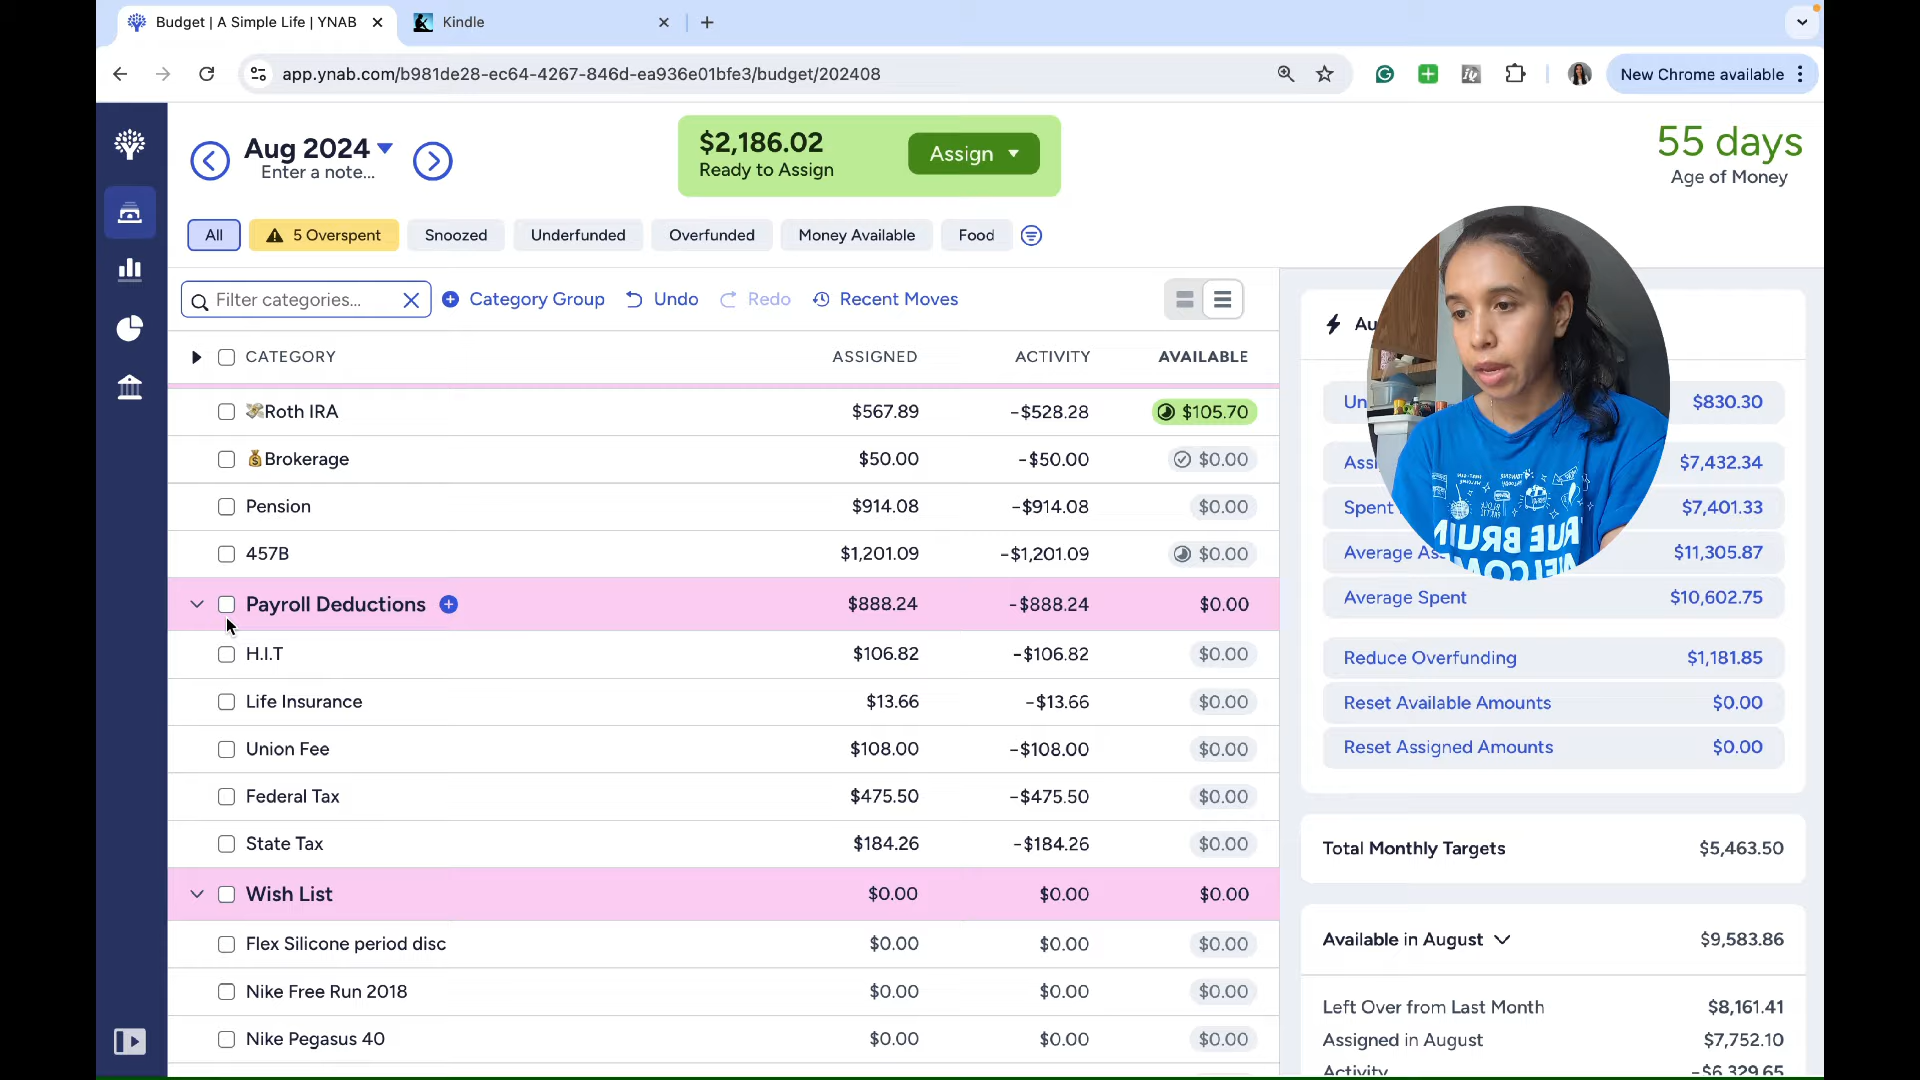 Budget | A Simple Life | YNAB
Kindle
app.ynab.com/b981de28-ec64-4267-846d-ea936e01bfe3/budget/202408
New Chrome available
Aug 2024
Enter a note...
$2,186.02
Ready to Assign
Assign
55 days
Age of Money
All
5 Overspent
Snoozed
Underfunded
Overfunded
Money Available
Food
Filter categories...
Category Group
Undo
Redo
Recent Moves
CATEGORY ASSIGNED ACTIVITY AVAILABLE
Roth IRA $567.89 -$528.28 $105.70
Brokerage $50.00 -$50.00 $0.00
Pension $914.08 -$914.08 $0.00
457B $1,201.09 -$1,201.09 $0.00
Payroll Deductions $888.24 -$888.24 $0.00
H.I.T $106.82 -$106.82 $0.00
Life Insurance $13.66 -$13.66 $0.00
Union Fee $108.00 -$108.00 $0.00
Federal Tax $475.50 -$475.50 $0.00
State Tax $184.26 -$184.26 $0.00
Wish List $0.00 $0.00 $0.00
Flex Silicone period disc $0.00 $0.00 $0.00
Nike Free Run 2018 $0.00 $0.00 $0.00
Nike Pegasus 40 $0.00 $0.00 $0.00
Au
Un $830.30
Assi $7,432.34
Spent $7,401.33
Average As $11,305.87
Average Spent $10,602.75
Reduce Overfunding $1,181.85
Reset Available Amounts $0.00
Reset Assigned Amounts $0.00
Total Monthly Targets $5,463.50
Available in August $9,583.86
Left Over from Last Month $8,161.41
Assigned in August $7,752.10
Activity -$6,329.65